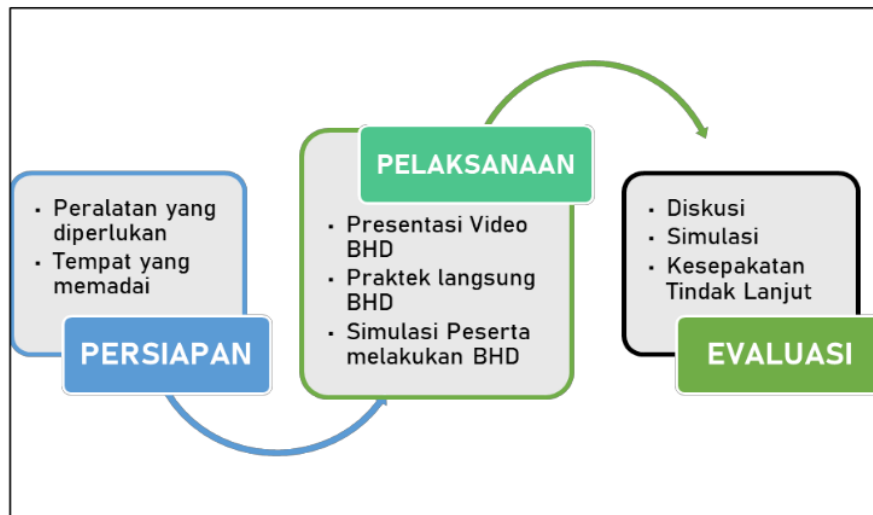 · Peralatan yang
diperlukan
· Tempat yang
memadai
PERSIAPAN
PELAKSANAAN
· Presentasi Video
BHD
· Praktek langsung
BHD
· Simulasi Peserta
melakukan BHD
· Diskusi
· Simulasi
· Kesepakatan
Tindak Lanjut
EVALUASI